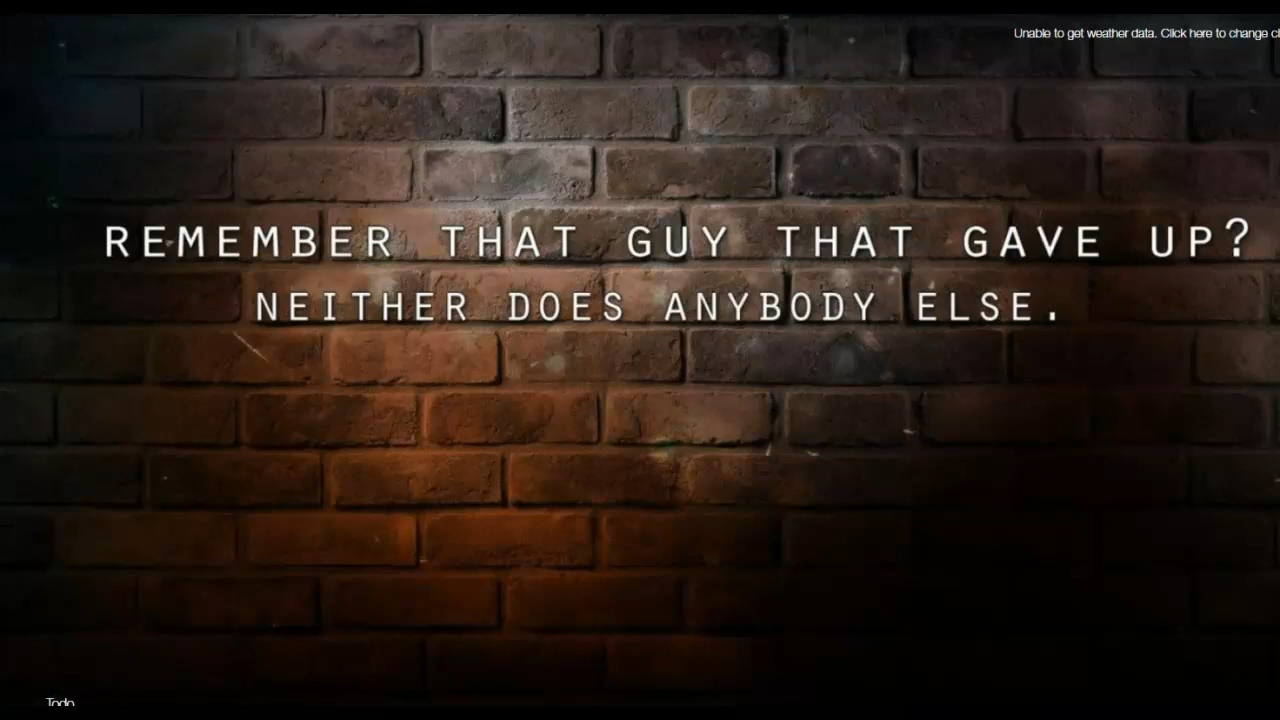 Unable to get weather data. Click here to change
REMEMBER THAT GUY THAT GAVE UP?
NEITHER DOES ANYBODY ELSE.
Todo